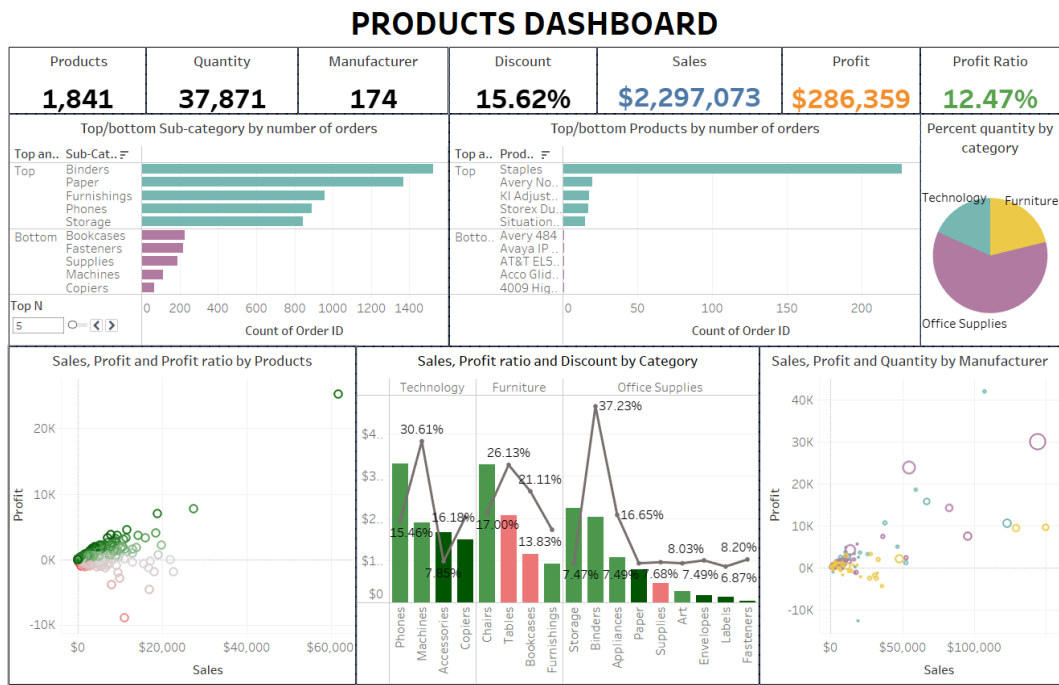 PRODUCTS DASHBOARD
Products
1,841
Quantity
37,871
Manufacturer
174
Discount
15.62%
Sales
$2,297,073
Profit
$286,359
Profit Ratio
12.47%
Top/bottom Sub-category by number of orders
Top an.. Sub-Cat..
Top
Binders
Paper
Furnishings
Phones
Storage
Bottom
Bookcases
Fasteners
Supplies
Machines
Copiers
0 200 400 600 800 1000 1200 1400
Count of Order ID
Top N
5
Top/bottom Products by number of orders
Top a.. Prod..
Top
Staples
Avery No..
KI Adjust..
Storex Du..
Situation..
Botto..
Avery 484
Avaya IP ..
AT&T EL5..
Acco Glid..
4009 Hig..
0 50 100 150 200
Count of Order ID
Percent quantity by
category
Technology
Furniture
Office Supplies
Sales, Profit and Profit ratio by Products
20K
10K
0K
-10K
Profit
$0 $20,000 $40,000 $60,000
Sales
Sales, Profit ratio and Discount by Category
Technology Furniture Office Supplies
$4..
$3..
$2..
$1..
$0
15.46%
30.61%
7.85%
16.18%
17.00%
26.13%
21.11%
13.83%
7.47%
37.23%
16.65%
7.49%
7.68%
8.03%
7.49%
6.87%
8.20%
Phones
Machines
Accessories
Copiers
Chairs
Tables
Bookcases
Furnishings
Storage
Binders
Appliances
Paper
Supplies
Art
Envelopes
Labels
Fasteners
Sales, Profit and Quantity by Manufacturer
40K
30K
20K
10K
0K
-10K
Profit
$0 $50,000 $100,000
Sales